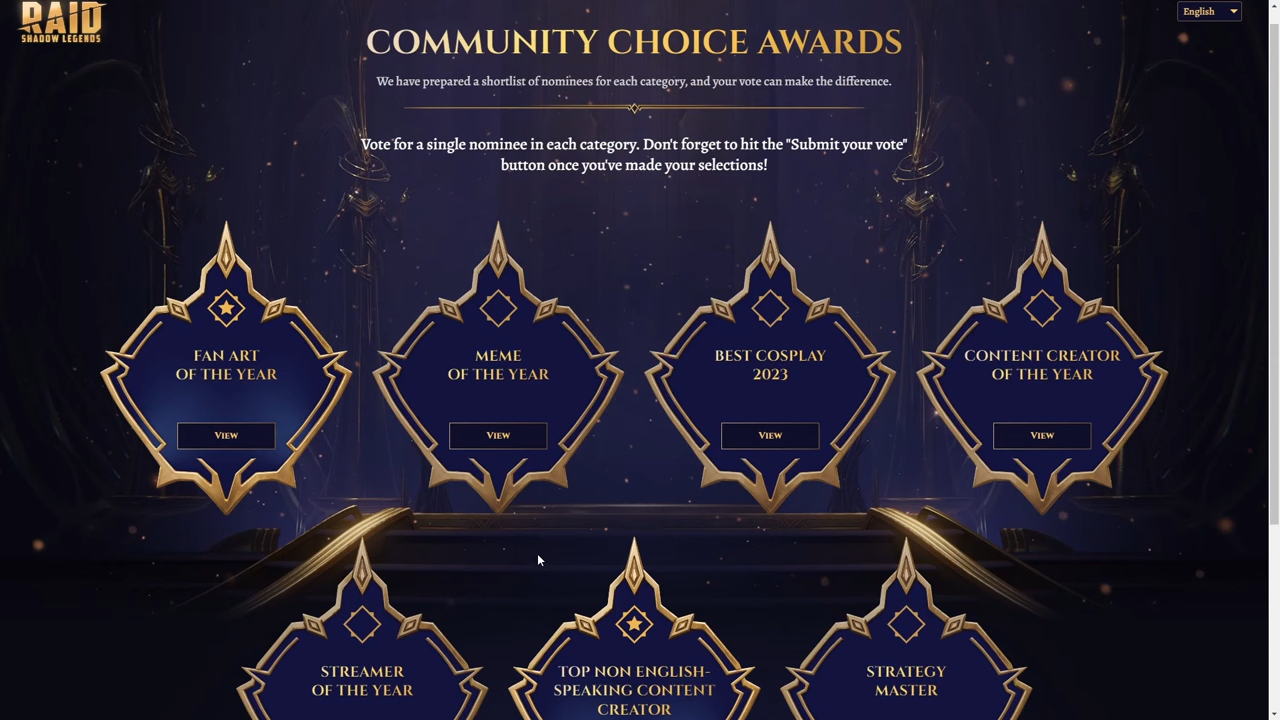 RAID
SHADOW LEGENDS
English
COMMUNITY CHOICE AWARDS
We have prepared a shortlist of nominees for each category, and your vote can make the difference.
Vote for a single nominee in each category. Don't forget to hit the "Submit your vote"
button once you've made your selections!
FAN ART
OF THE YEAR
VIEW
MEME
OF THE YEAR
VIEW
BEST COSPLAY
2023
VIEW
CONTENT CREATOR
OF THE YEAR
VIEW
STREAMER
OF THE YEAR
TOP NON ENGLISH-
SPEAKING CONTENT
CREATOR
STRATEGY
MASTER